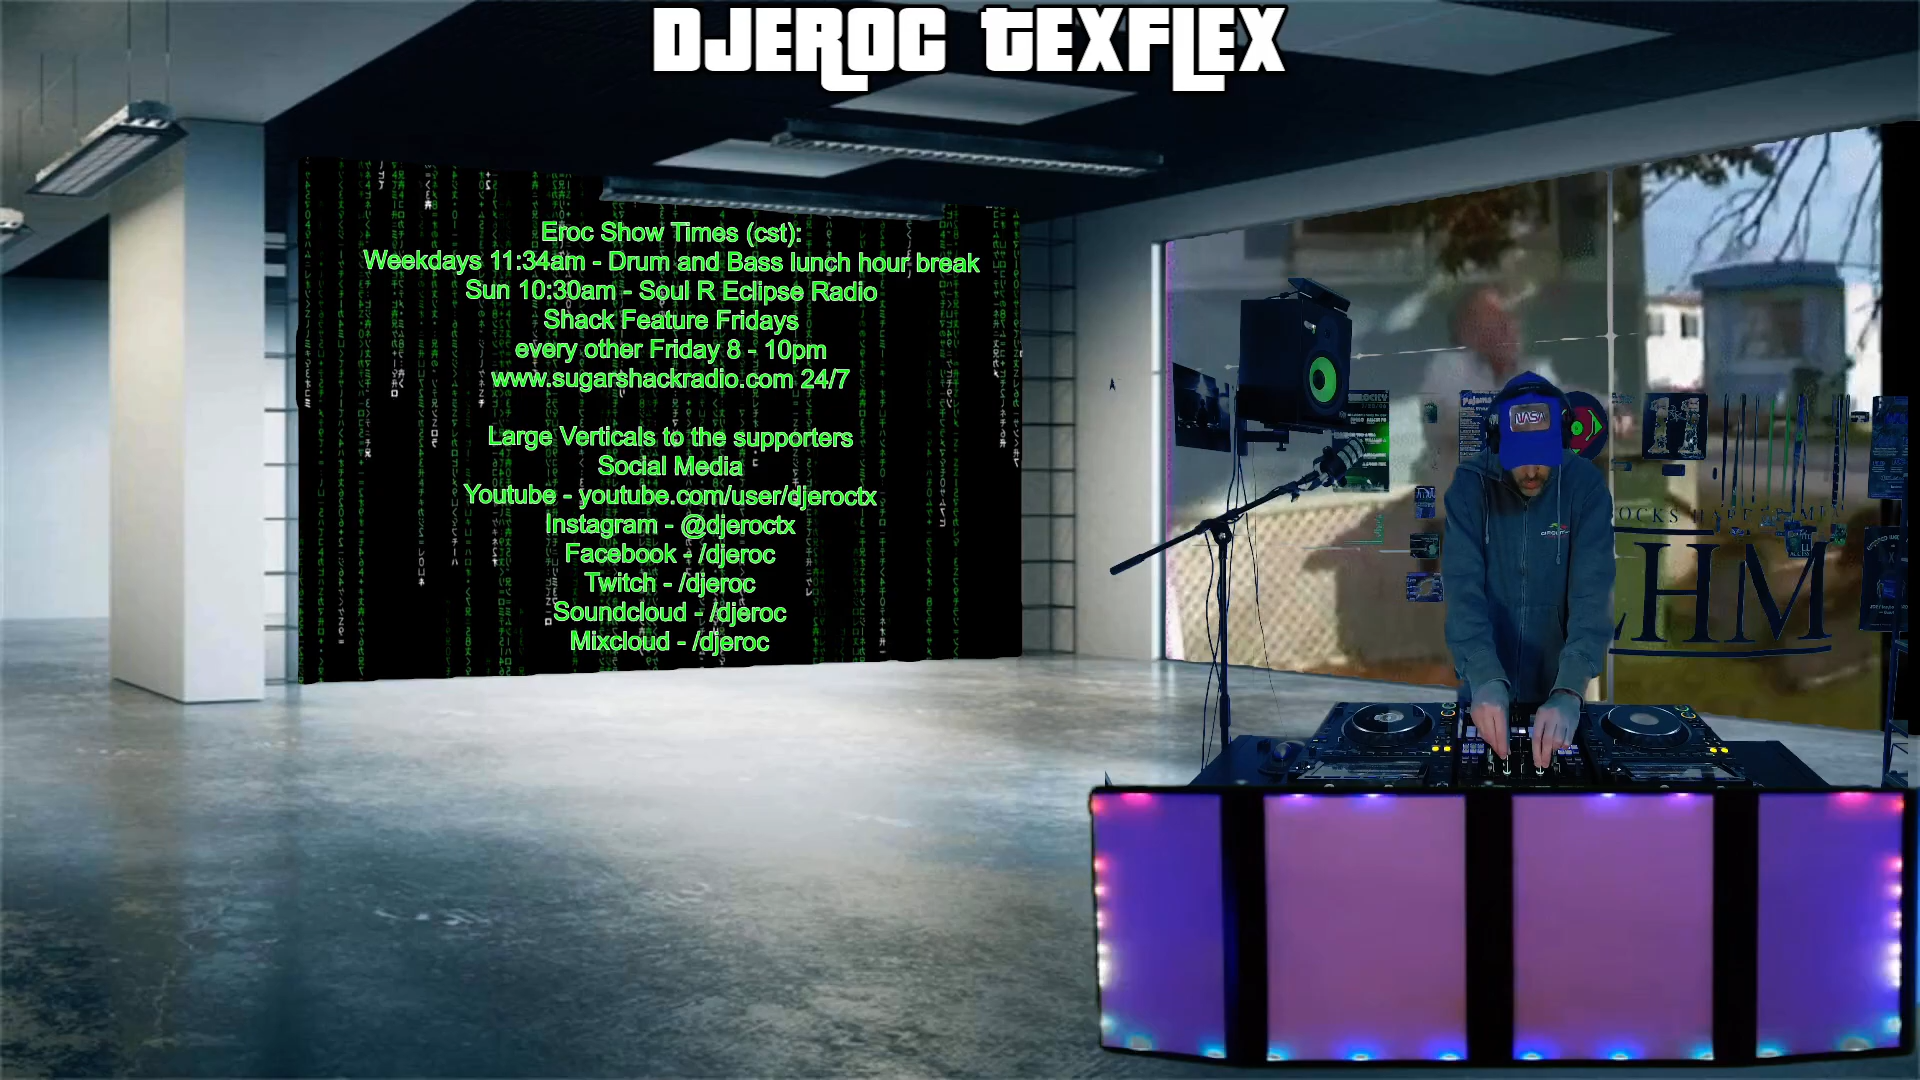 DJEROC TEXFLEX
Eroc Show Times (cst):
Weekdays 11:34am - Drum and Bass lunch hour break
Sun 10:30am - Soul R Eclipse Radio
Shack Feature Fridays
every other Friday 8 - 10pm
www.sugarshackradio.com 24/7
Large Verticals to the supporters
Social Media
Youtube - youtube.com/user/djeroctx
Instagram - @djeroctx
Facebook - /djeroc
Twitch - /djeroc
Soundcloud - /djeroc
Mixcloud - /djeroc
NASA
LHM